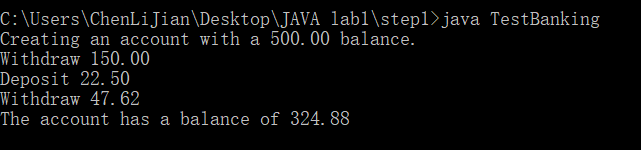 C:\Users\ChenLiJian\Desktop\JAVA lab1\step1>java TestBanking
Creating an account with a 500.00 balance.
Withdraw 150.00
Deposit 22.50
Withdraw 47.62
The account has a balance of 324.88